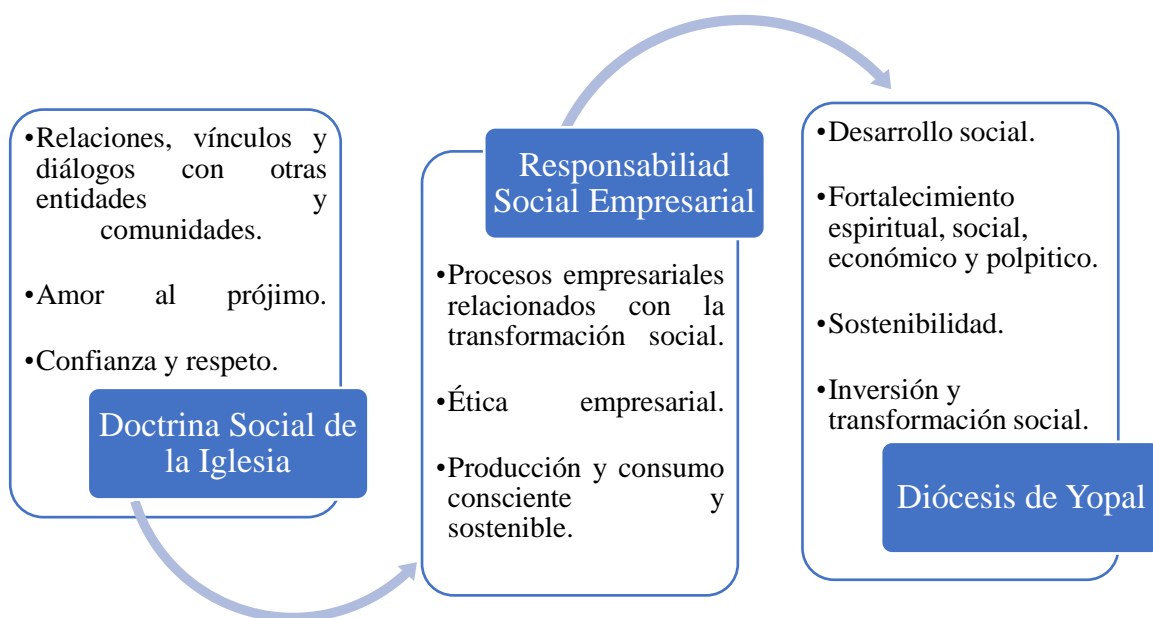 •Relaciones, vínculos y
diálogos con otras
entidades y
comunidades.
•Amor al prójimo.
•Confianza y respeto.
Doctrina Social de
la Iglesia
Responsabiliad
Social Empresarial
•Procesos empresariales
relacionados con la
transformación social.
•Ética empresarial.
•Producción y consumo
consciente y
sostenible.
•Desarrollo social.
•Fortalecimiento
espiritual, social,
económico y polpitico.
•Sostenibilidad.
•Inversión y
transformación social.
Diócesis de Yopal